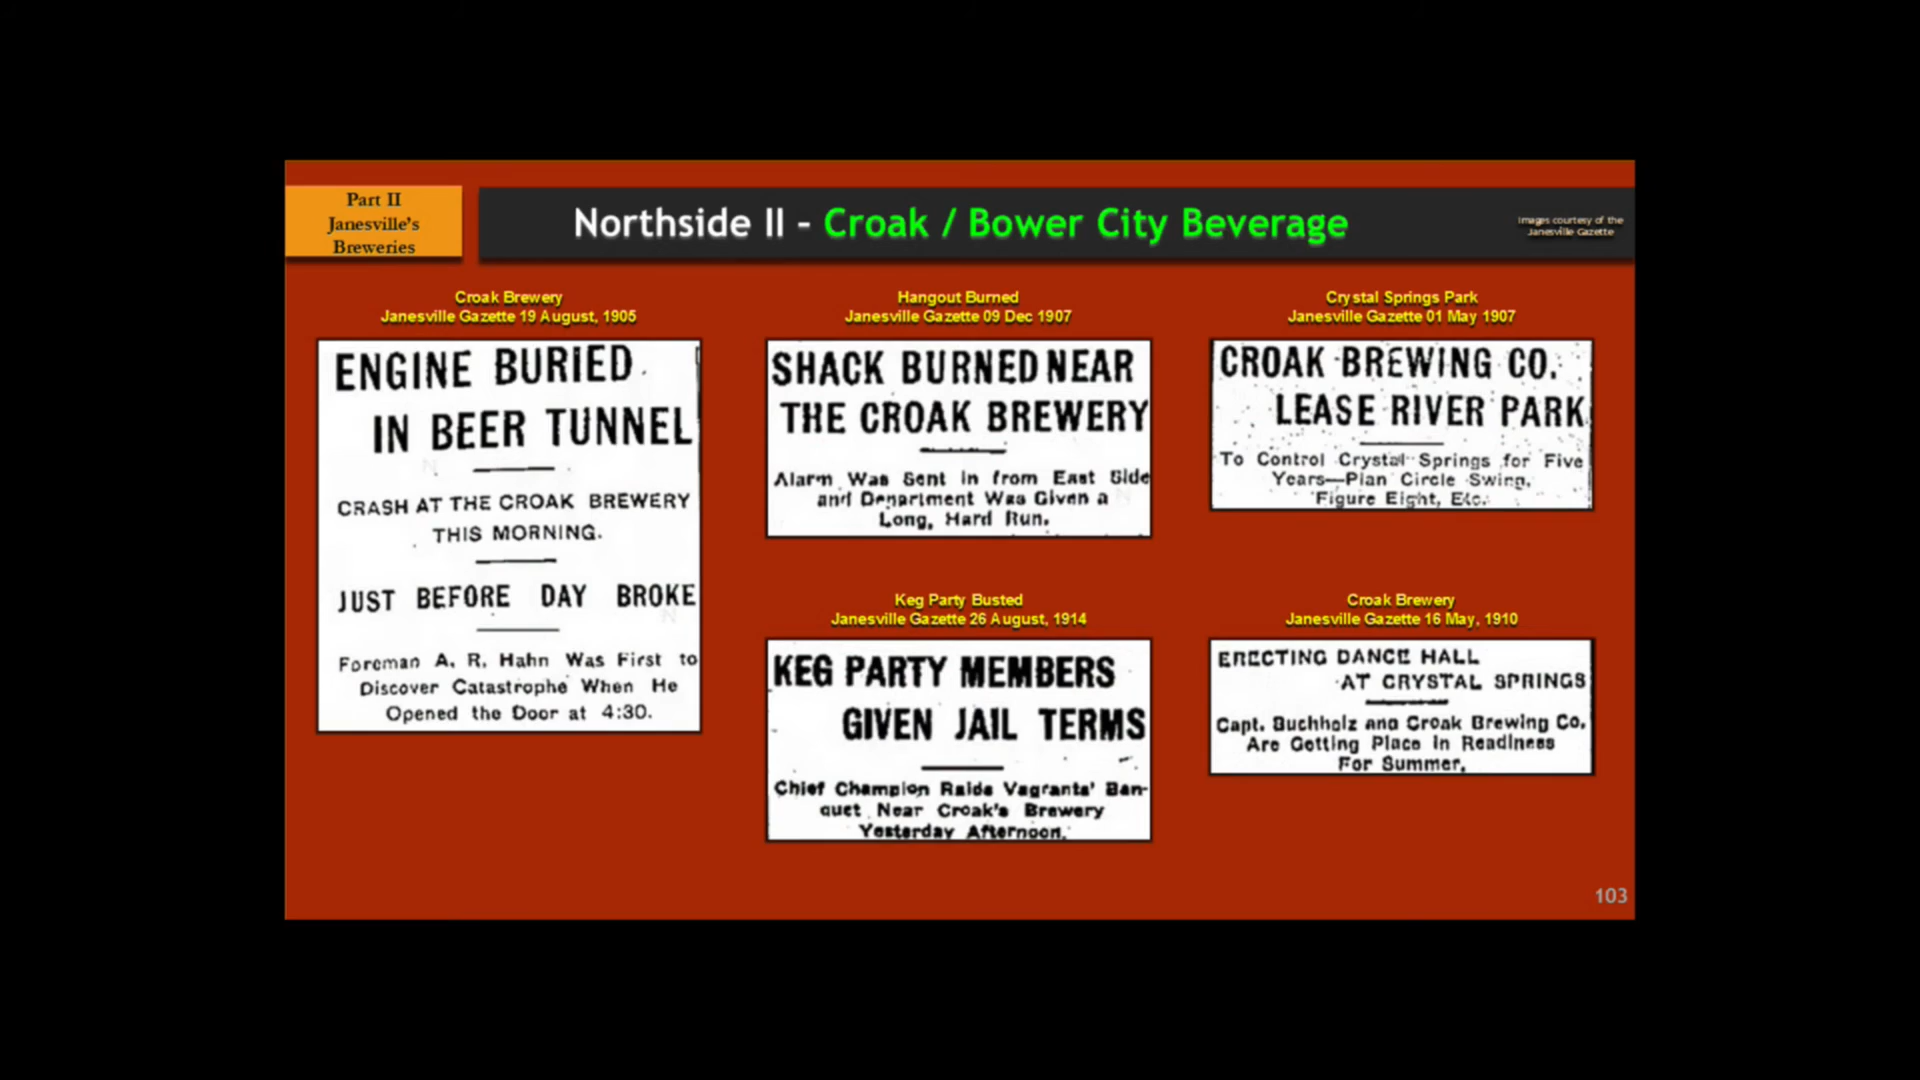 Part II
Janesville's
Breweries
Northside II – Croak / Bower City Beverage
Images courtesy of the
Janesville Gazette
Croak Brewery
Janesville Gazette 19 August, 1905
ENGINE BURIED
IN BEER TUNNEL
CRASH AT THE CROAK BREWERY
THIS MORNING.
JUST BEFORE DAY BROKE
Foreman A. R. Hahn Was First to
Discover Catastrophe When He
Opened the Door at 4:30.
Hangout Burned
Janesville Gazette 09 Dec 1907
SHACK BURNED NEAR
THE CROAK BREWERY
Alarm Was Sent in from East Side
and Department Was Given a
Long, Hard Run.
Keg Party Busted
Janesville Gazette 26 August, 1914
KEG PARTY MEMBERS
GIVEN JAIL TERMS
Chief Champion Raids Vagrants' Ban-
quet Near Croak's Brewery
Yesterday Afternoon.
Crystal Springs Park
Janesville Gazette 01 May 1907
CROAK BREWING CO.
LEASE RIVER PARK
To Control Crystal Springs for Five
Years—Plan Circle Swing,
Figure Eight, Etc.
Croak Brewery
Janesville Gazette 16 May, 1910
ERECTING DANCE HALL
AT CRYSTAL SPRINGS
Capt. Buchholz and Croak Brewing Co.
Are Getting Place in Readiness
For Summer.
103